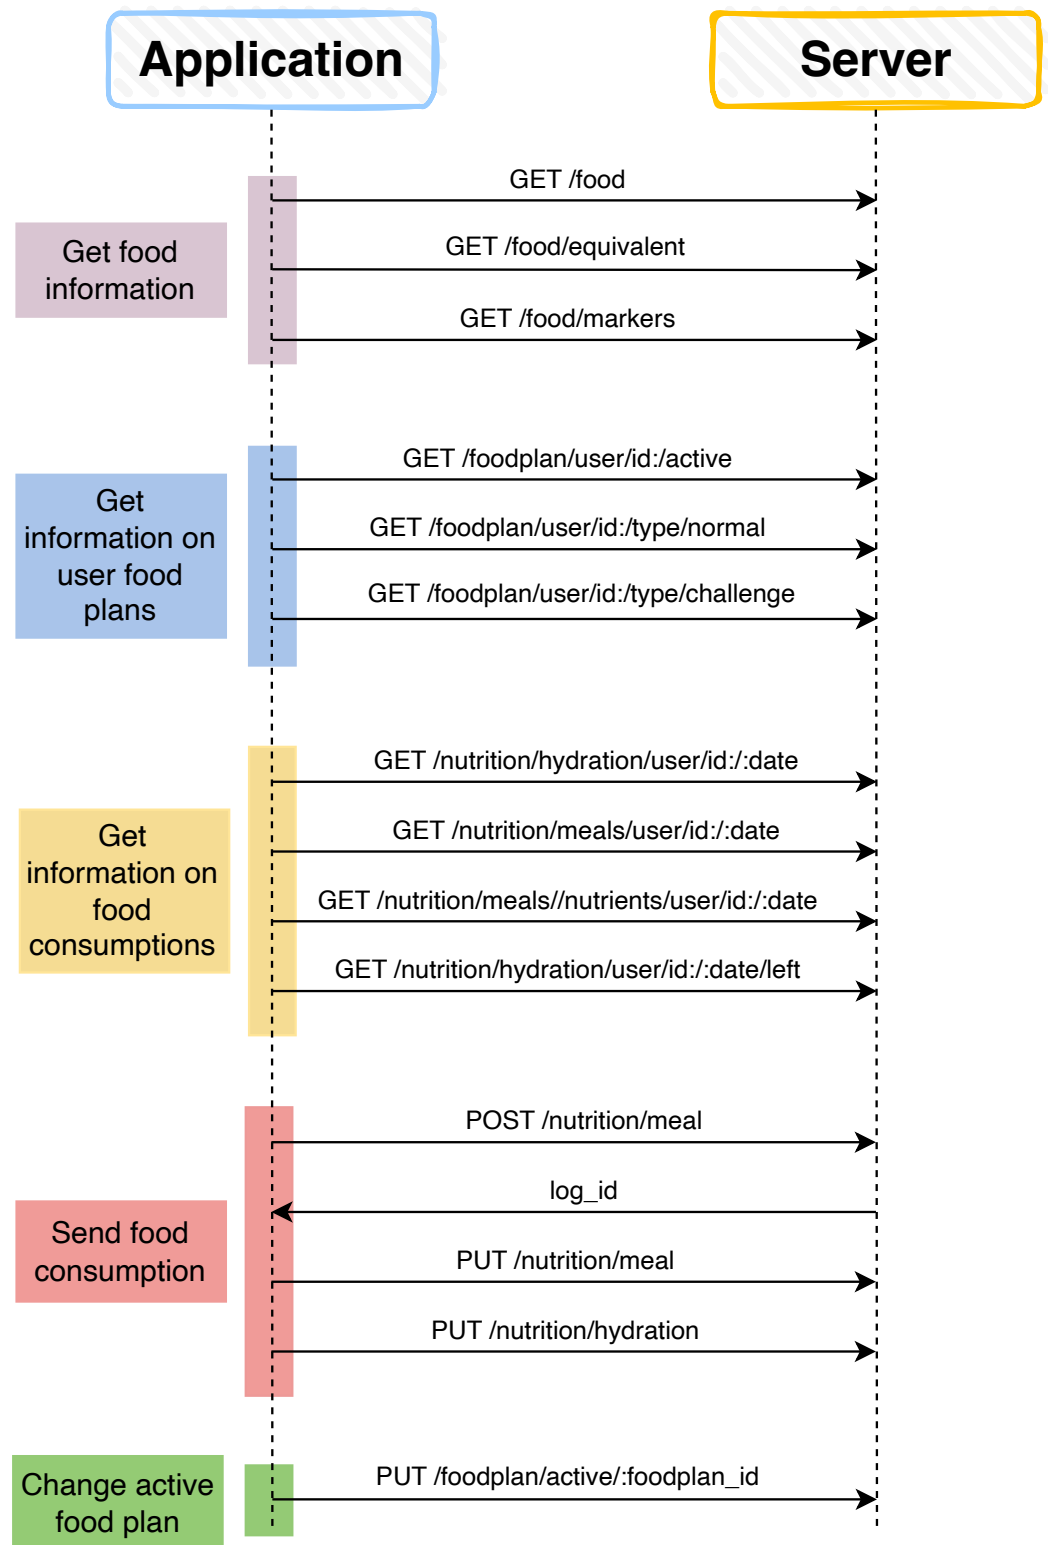 Application
Server
GET /food
Get food
information
GET /food/equivalent
GET /food/markers
GET /foodplan/user/id:/active
Get
information on
user food
plans
GET /foodplan/user/id:/type/normal
GET /foodplan/user/id:/type/challenge
GET /nutrition/hydration/user/id:/:date
Get
information on
food
consumptions
GET /nutrition/meals/user/id:/:date
GET /nutrition/meals//nutrients/user/id:/:date
GET /nutrition/hydration/user/id:/:date/left
POST /nutrition/meal
log_id
Send food
consumption
PUT /nutrition/meal
PUT /nutrition/hydration
Change active
food plan
PUT /foodplan/active/:foodplan_id